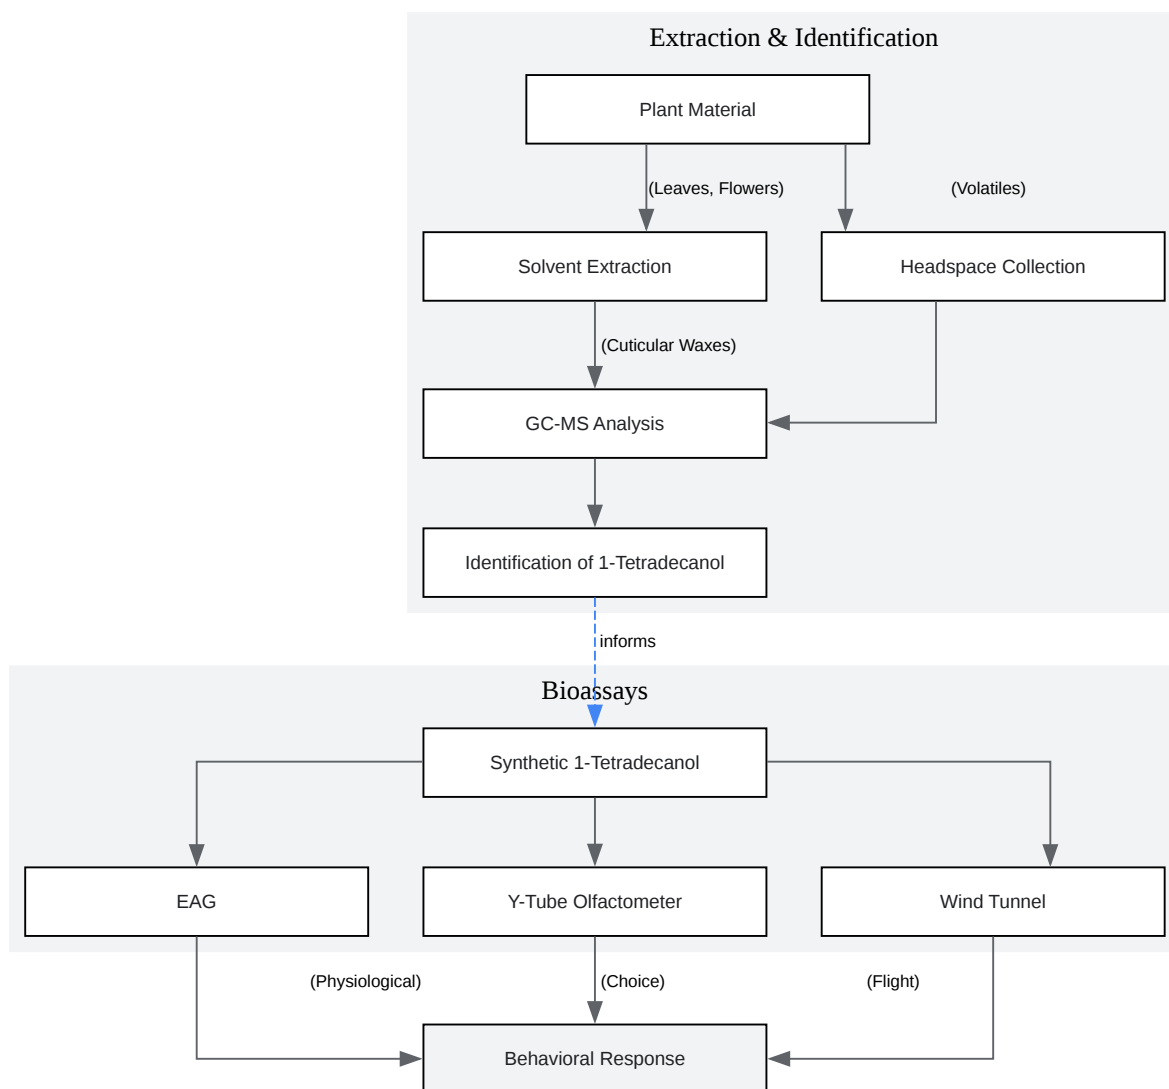 Extraction & Identification
Plant Material
(Leaves, Flowers)
(Volatiles)
Solvent Extraction
Headspace Collection
(Cuticular Waxes)
GC-MS Analysis
Identification of 1-Tetradecanol
informs
Bioassays
Synthetic 1-Tetradecanol
EAG
Y-Tube Olfactometer
Wind Tunnel
(Physiological)
(Choice)
(Flight)
Behavioral Response